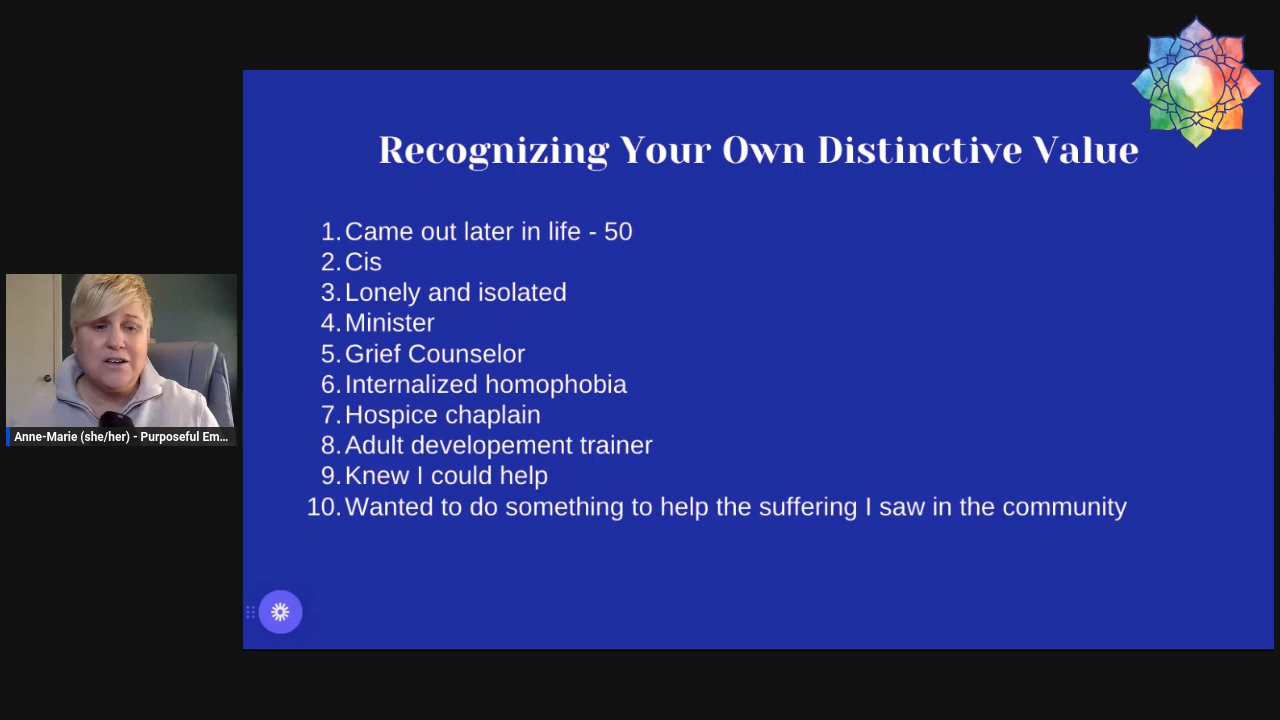 Recognizing Your Own Distinctive Value
1. Came out later in life - 50
2. Cis
3. Lonely and isolated
4. Minister
5. Grief Counselor
6. Internalized homophobia
7. Hospice chaplain
8. Adult developement trainer
9. Knew I could help
10. Wanted to do something to help the suffering I saw in the community
Anne-Marie (she/her) - Purposeful Em...